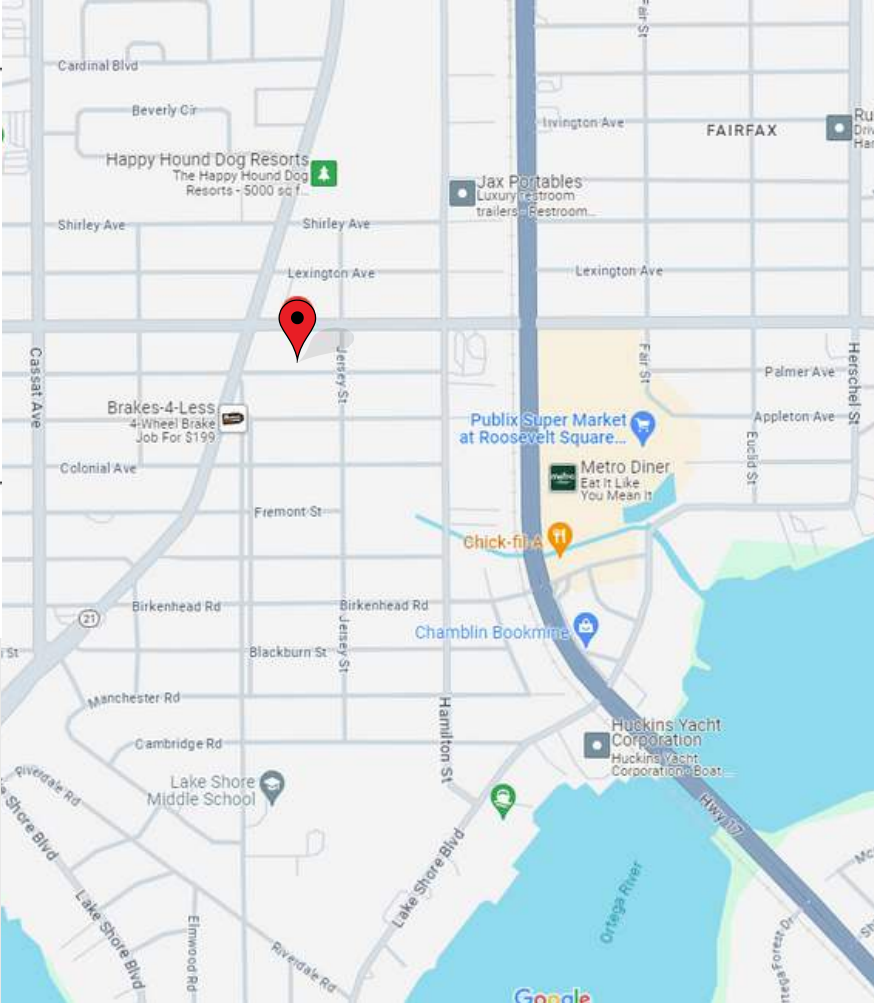 Fair St
Cardinal Blvd
Beverly Cir
Irvington Ave
FAIRFAX
Happy Hound Dog Resorts
The Happy Hound Dog
Resorts - 5000 sq f...
Jax Portables
Luxury restroom
trailers - Restroom...
Shirley Ave
Shirley Ave
Lexington Ave
Lexington Ave
Cassat Ave
Jersey St
Fair St
Herschel St
Palmer Ave
Brakes-4-Less
4-Wheel Brake
Job For $199
Publix Super Market
at Roosevelt Square...
Appleton Ave
Euclid St
Colonial Ave
Metro Diner
Eat It Like
You Mean It
Fremont St
Chick-fil-A
Birkenhead Rd
Birkenhead Rd
21
Jersey St
Chamblin Bookmine
St
Blackburn St
Manchester Rd
Hamilton St
Cambridge Rd
Huckins Yacht
Corporation
Huckins Yacht
Corporation - Boat...
Riverdale Rd
Lake Shore
Middle School
Hwy 17
Shore Blvd
Lake Shore Blvd
Lake Shore Blvd
Elmwood Rd
Ortega River
Riverdale Rd
Forest Dr
Google